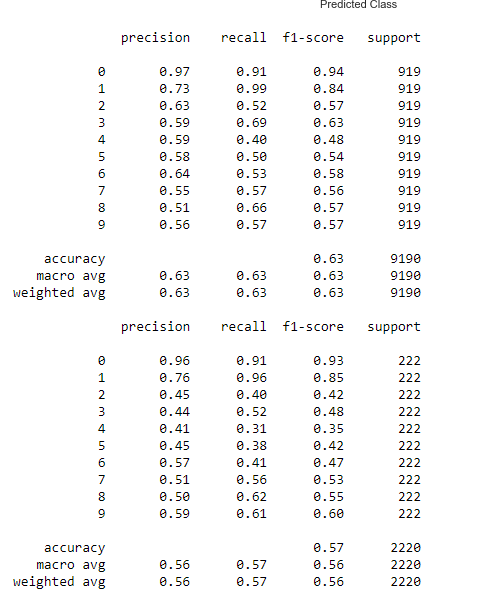 Predicted Class
precision recall f1-score support
0 0.97 0.91 0.94 919
1 0.73 0.99 0.84 919
2 0.63 0.52 0.57 919
3 0.59 0.69 0.63 919
4 0.59 0.40 0.48 919
5 0.58 0.50 0.54 919
6 0.64 0.53 0.58 919
7 0.55 0.57 0.56 919
8 0.51 0.66 0.57 919
9 0.56 0.57 0.57 919
accuracy 0.63 9190
macro avg 0.63 0.63 0.63 9190
weighted avg 0.63 0.63 0.63 9190
precision recall f1-score support
0 0.96 0.91 0.93 222
1 0.76 0.96 0.85 222
2 0.45 0.40 0.42 222
3 0.44 0.52 0.48 222
4 0.41 0.31 0.35 222
5 0.45 0.38 0.42 222
6 0.57 0.41 0.47 222
7 0.51 0.56 0.53 222
8 0.50 0.62 0.55 222
9 0.59 0.61 0.60 222
accuracy 0.57 2220
macro avg 0.56 0.57 0.56 2220
weighted avg 0.56 0.57 0.56 2220